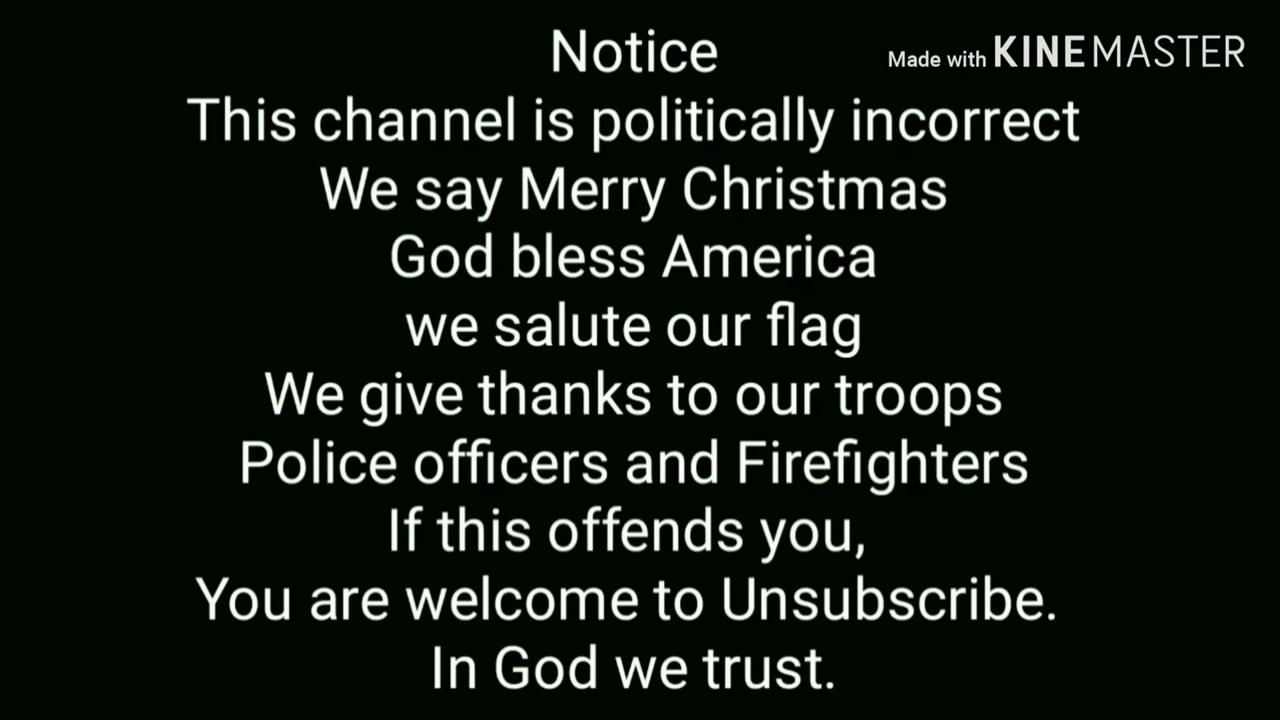 Notice
Made with KINEMASTER
This channel is politically incorrect
We say Merry Christmas
God bless America
we salute our flag
We give thanks to our troops
Police officers and Firefighters
If this offends you,
You are welcome to Unsubscribe.
In God we trust.